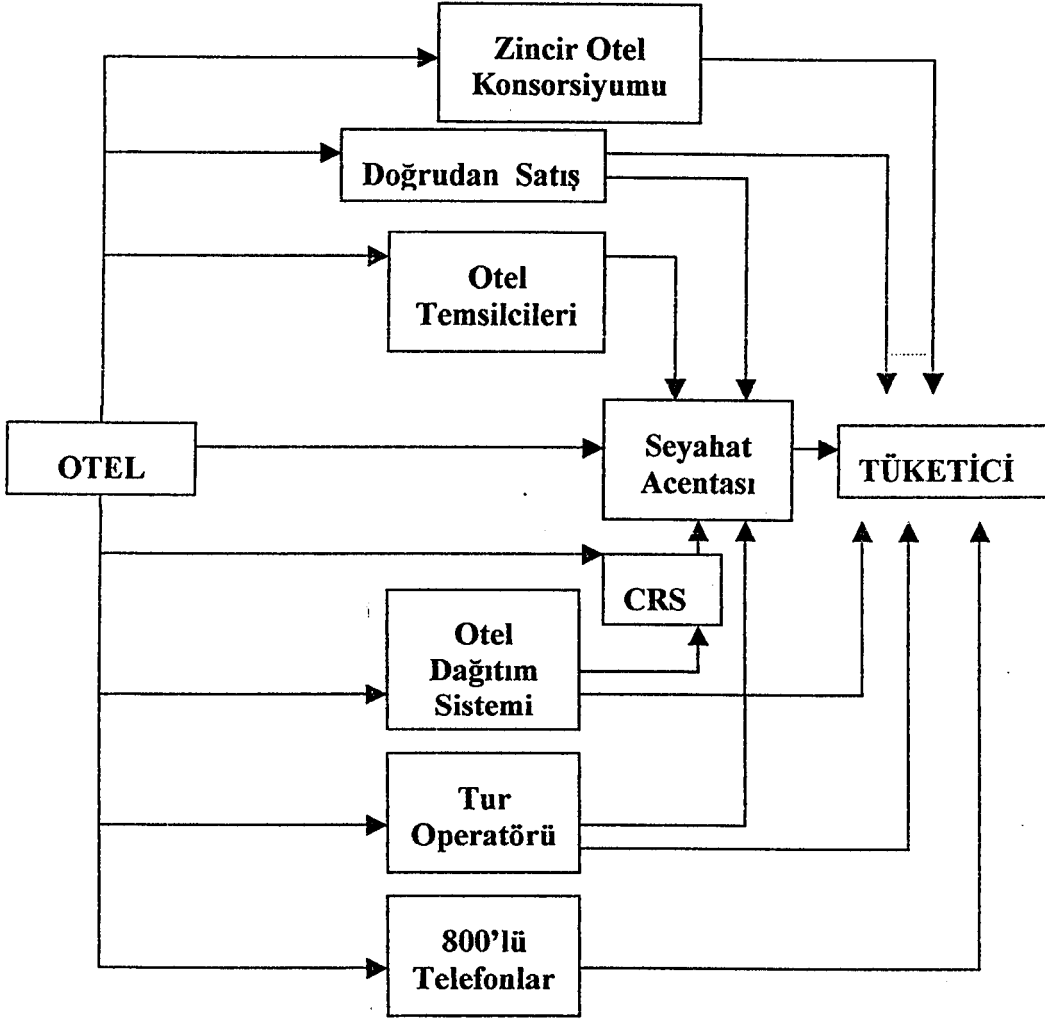 Zincir Otel
Konsorsiyumu
Doğrudan Satış
Otel
Temsilcileri
OTEL
Seyahat
Acentası
TÜKETİCİ
CRS
Otel
Dağıtım
Sistemi
Tur
Operatörü
800'lü
Telefonlar